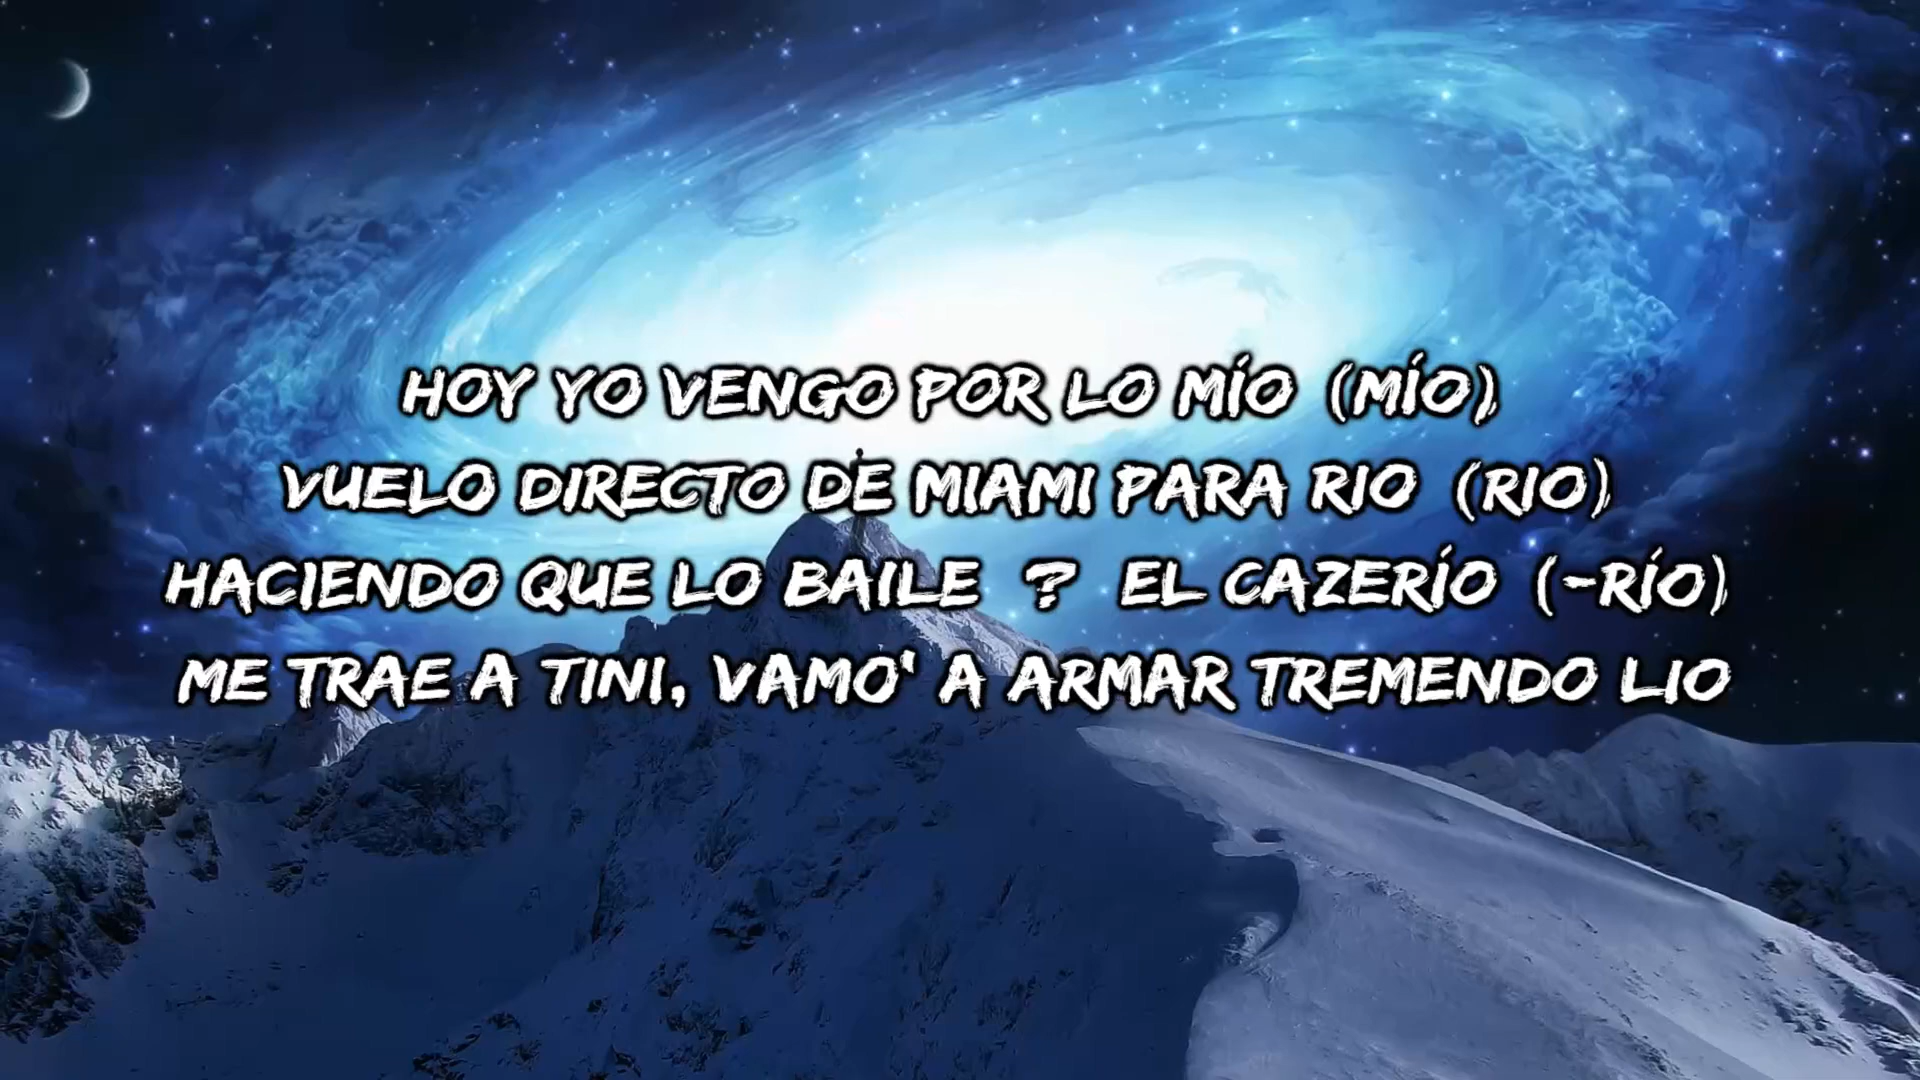 HOY YO VENGO POR LO MÍO (MÍO)
VUELO DIRECTO DE MIAMI PARA RIO (RIO)
HACIENDO QUE LO BAILE ? EL CAZERÍO (-RÍO)
ME TRAE A TINI, VAMO' A ARMAR TREMENDO LIO